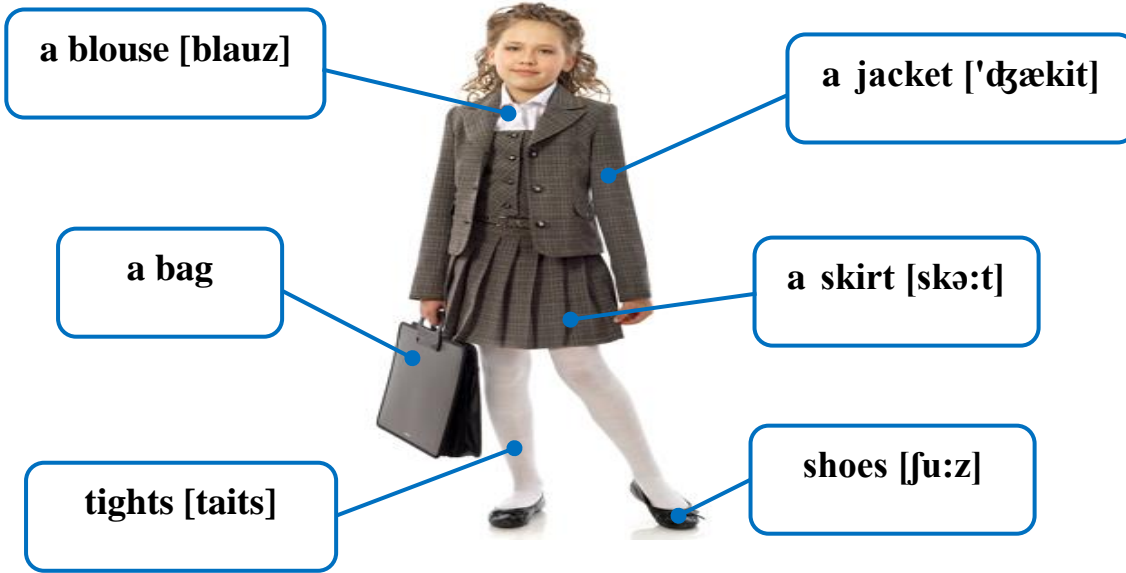 a blouse [blauz]
a jacket ['ʤækit]
a bag
a skirt [skə:t]
tights [taits]
shoes [ʃu:z]